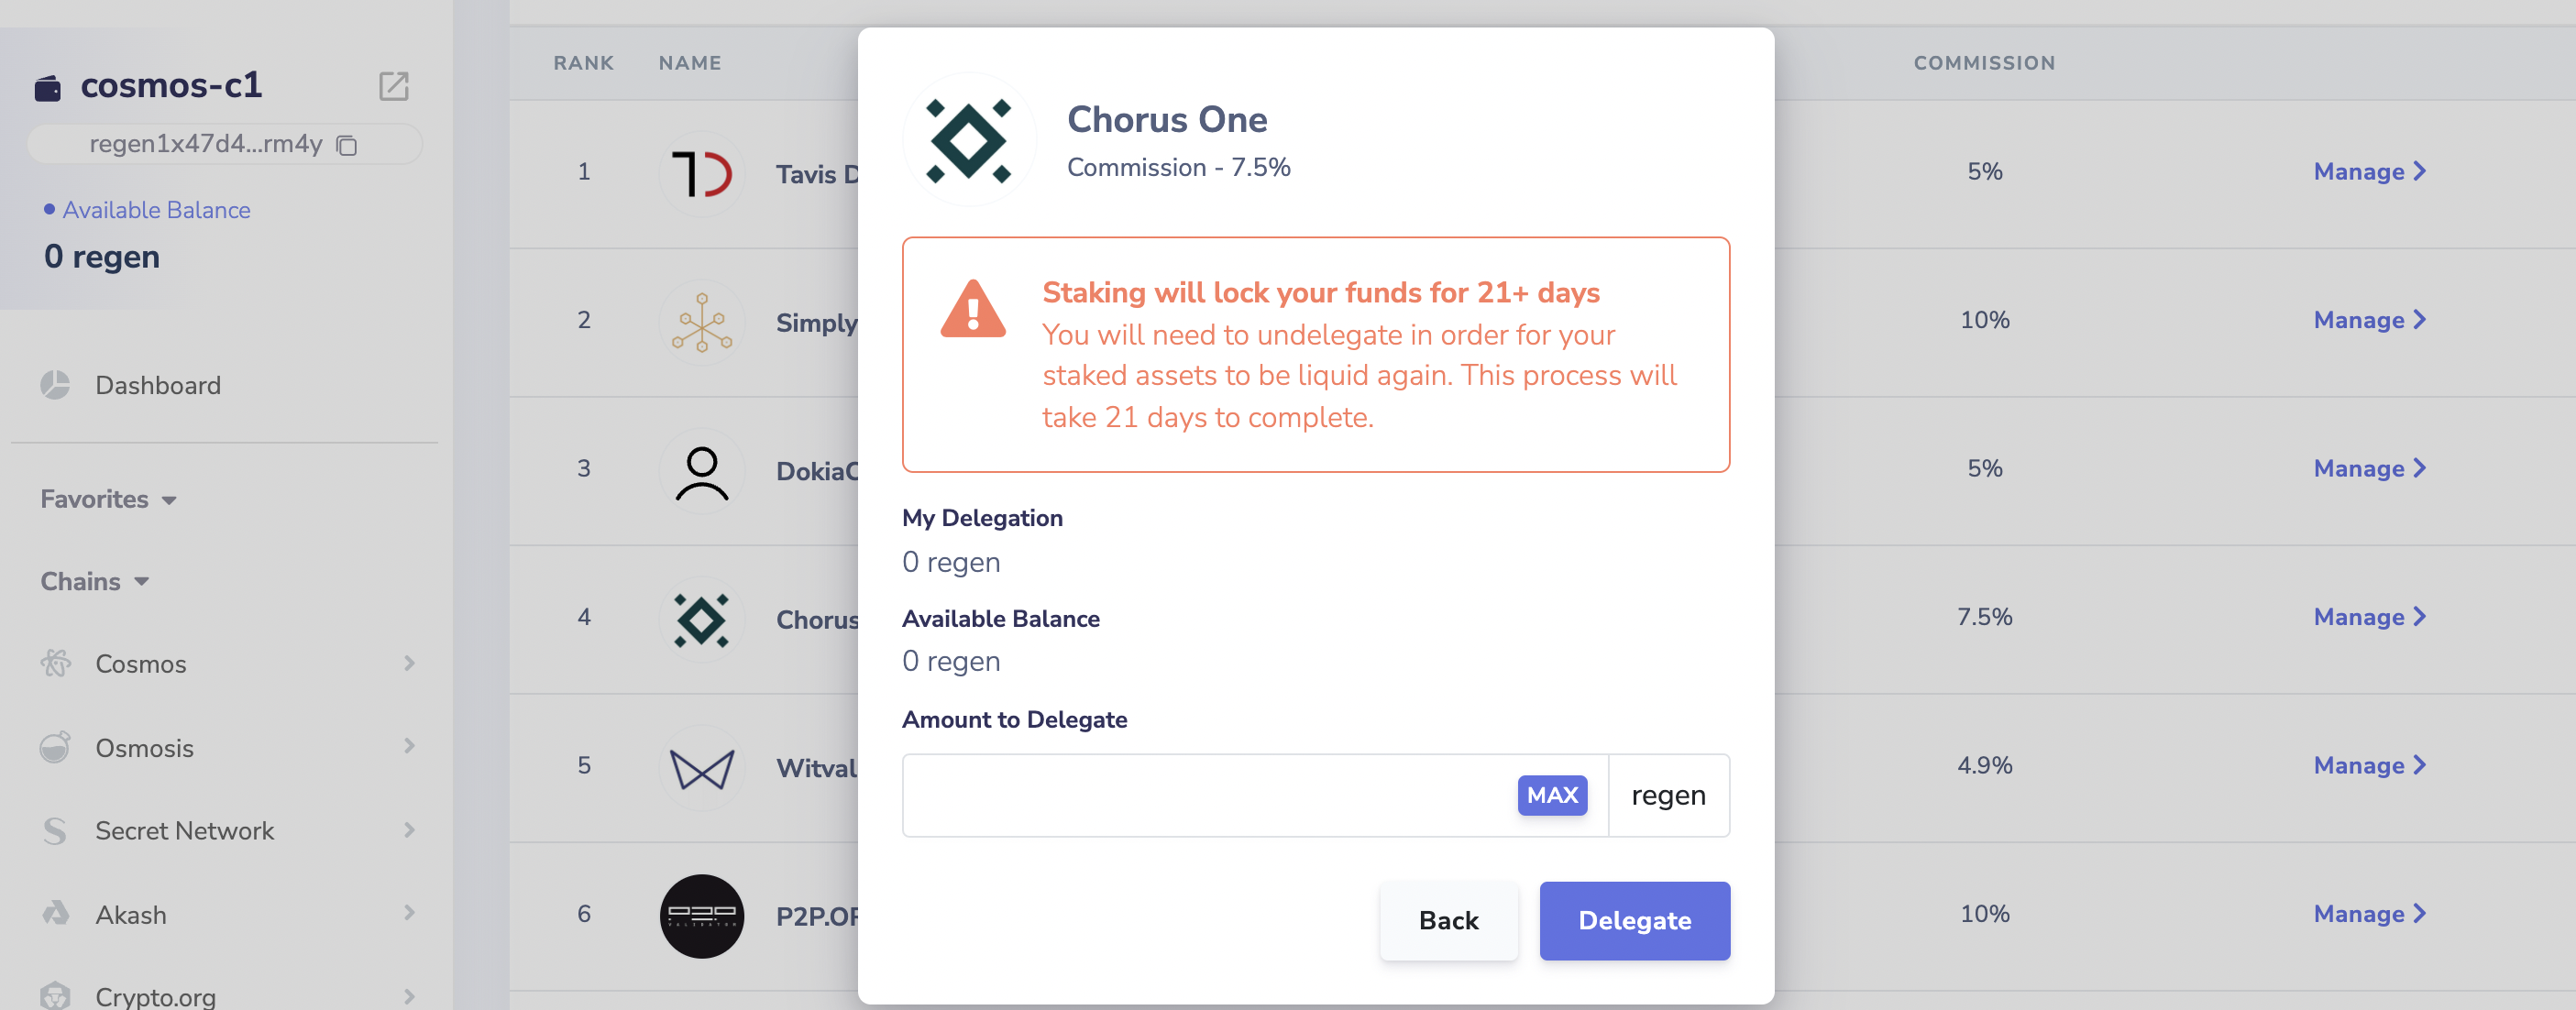 cosmos-c1
regen1x47d4...rm4y
Available Balance
0 regen
Dashboard
Favorites
Chains
Cosmos
Osmosis
Secret Network
Akash
Crypto.org
RANK NAME COMMISSION
1 Tavis D 5% Manage
2 Simply 10% Manage
3 DokiaC 5% Manage
4 Chorus 7.5% Manage
5 Witval 4.9% Manage
6 P2P.OR 10% Manage
Chorus One
Commission - 7.5%
Staking will lock your funds for 21+ days
You will need to undelegate in order for your
staked assets to be liquid again. This process will
take 21 days to complete.
My Delegation
0 regen
Available Balance
0 regen
Amount to Delegate
MAX regen
Back Delegate